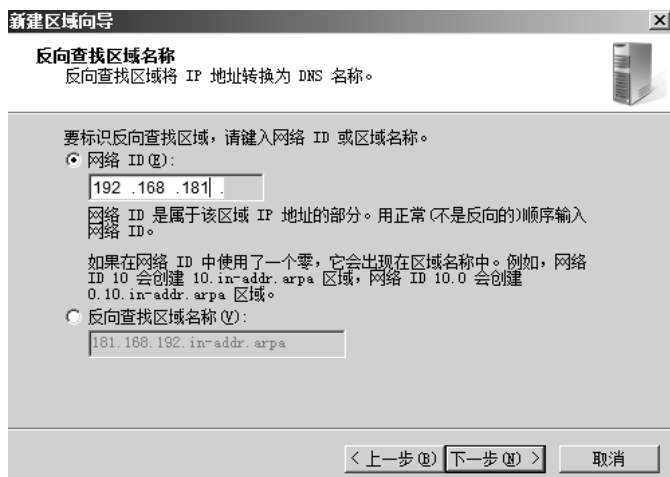 新建区域向导
反向查找区域名称
反向查找区域将 IP 地址转换为 DNS 名称。
要标识反向查找区域，请键入网络 ID 或区域名称。
网络 ID(E):
192 .168 .181 .
网络 ID 是属于该区域 IP 地址的部分。用正常(不是反向的)顺序输入
网络 ID。
如果在网络 ID 中使用了一个零，它会出现在区域名称中。例如，网络
ID 10 会创建 10.in-addr.arpa 区域，网络 ID 10.0 会创建
0.10.in-addr.arpa 区域。
反向查找区域名称(V):
181.168.192.in-addr.arpa
< 上一步(B) 下一步(N) > 取消